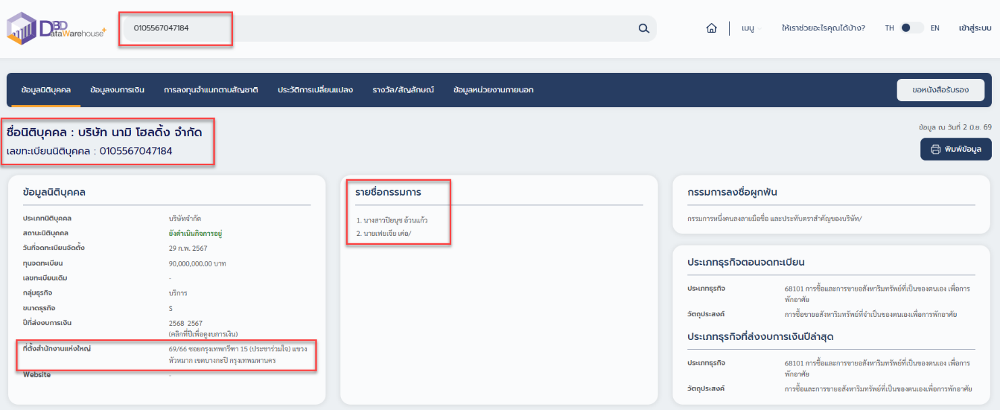 DBD
DataWarehouse+
0105567047184
เมนู
ให้เราช่วยอะไรคุณได้บ้าง?
TH
EN
เข้าสู่ระบบ
ข้อมูลนิติบุคคล
ข้อมูลงบการเงิน
การลงทุนจำแนกตามสัญชาติ
ประวัติการเปลี่ยนแปลง
รางวัล/สัญลักษณ์
ข้อมูลหน่วยงานภายนอก
ขอหนังสือรับรอง
ชื่อนิติบุคคล : บริษัท นามิ โฮลดิ้ง จำกัด
เลขทะเบียนนิติบุคคล : 0105567047184
ข้อมูล ณ วันที่ 2 มิ.ย. 69
พิมพ์ข้อมูล
ข้อมูลนิติบุคคล
ประเภทนิติบุคคล บริษัทจำกัด
สถานะนิติบุคคล ยังดำเนินกิจการอยู่
วันที่จดทะเบียนจัดตั้ง 29 ก.พ. 2567
ทุนจดทะเบียน 90,000,000.00 บาท
เลขทะเบียนเดิม -
กลุ่มธุรกิจ บริการ
ขนาดธุรกิจ S
ปีที่ส่งงบการเงิน 2568 2567
(คลิกที่ปีเพื่อดูงบการเงิน)
ที่ตั้งสำนักงานแห่งใหญ่ 69/66 ซอยกรุงเทพกรีฑา 15 (ประชาร่วมใจ) แขวง
หัวหมาก เขตบางกะปิ กรุงเทพมหานคร
Website -
รายชื่อกรรมการ
1. นางสาวปิยนุช อ้วนแก้ว
2. นายเฟยเจีย เค่อ/
กรรมการลงชื่อผูกพัน
กรรมการหนึ่งคนลงลายมือชื่อ และประทับตราสำคัญของบริษัท/
ประเภทธุรกิจตอนจดทะเบียน
ประเภทธุรกิจ 68101 การซื้อและการขายอสังหาริมทรัพย์ที่เป็นของตนเอง เพื่อการ
พักอาศัย
วัตถุประสงค์ การซื้อขายอสังหาริมทรัพย์ที่จำเป็นของตนเองเพื่อการพักอาศัย
ประเภทธุรกิจที่ส่งงบการเงินปีล่าสุด
ประเภทธุรกิจ 68101 การซื้อและการขายอสังหาริมทรัพย์ที่เป็นของตนเอง เพื่อการ
พักอาศัย
วัตถุประสงค์ การซื้อและการขายอสังหาริมทรัพย์ที่เป็นของตนเองเพื่อการพักอาศัย